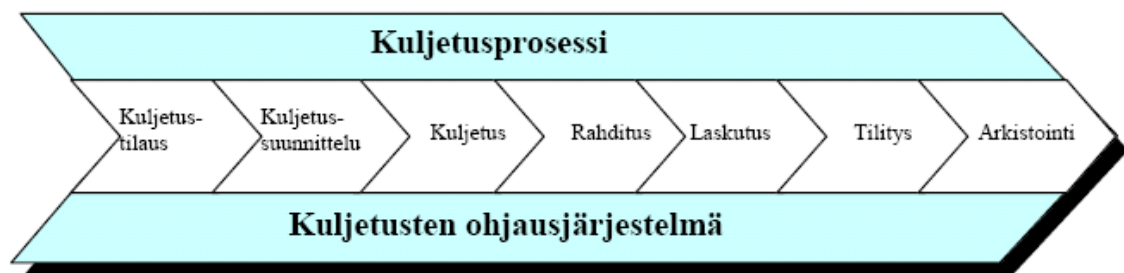 Kuljetusprosessi
Kuljetus-
tilaus
Kuljetus-
suunnittelu
Kuljetus
Rahditus
Laskutus
Tilitys
Arkistointi
Kuljetusten ohjausjärjestelmä